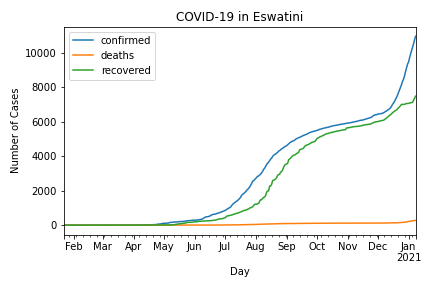 COVID-19 in Eswatini
confirmed
deaths
recovered
Number of Cases
10000
8000
6000
4000
2000
0
Feb Mar Apr May Jun Jul Aug Sep Oct Nov Dec Jan
2021
Day